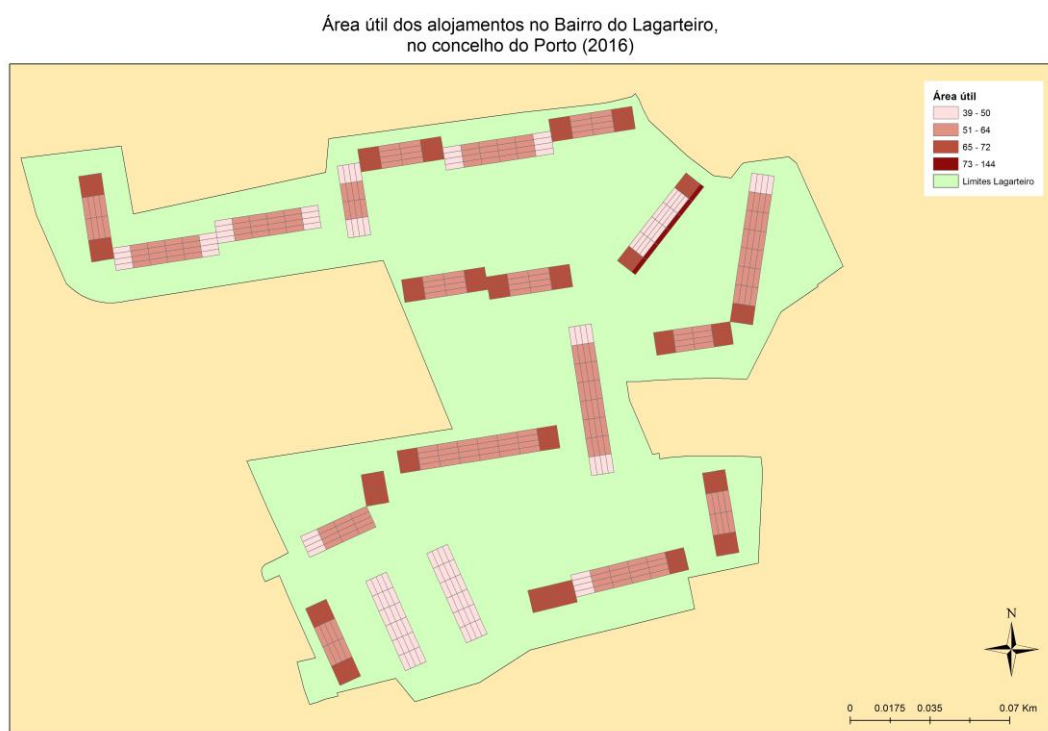 Área útil dos alojamentos no Bairro do Lagarteiro,
no concelho do Porto (2016)
Área útil
39 - 50
51 - 64
65 - 72
73 - 144
Limites Lagarteiro
N
0 0.0175 0.035 0.07 Km